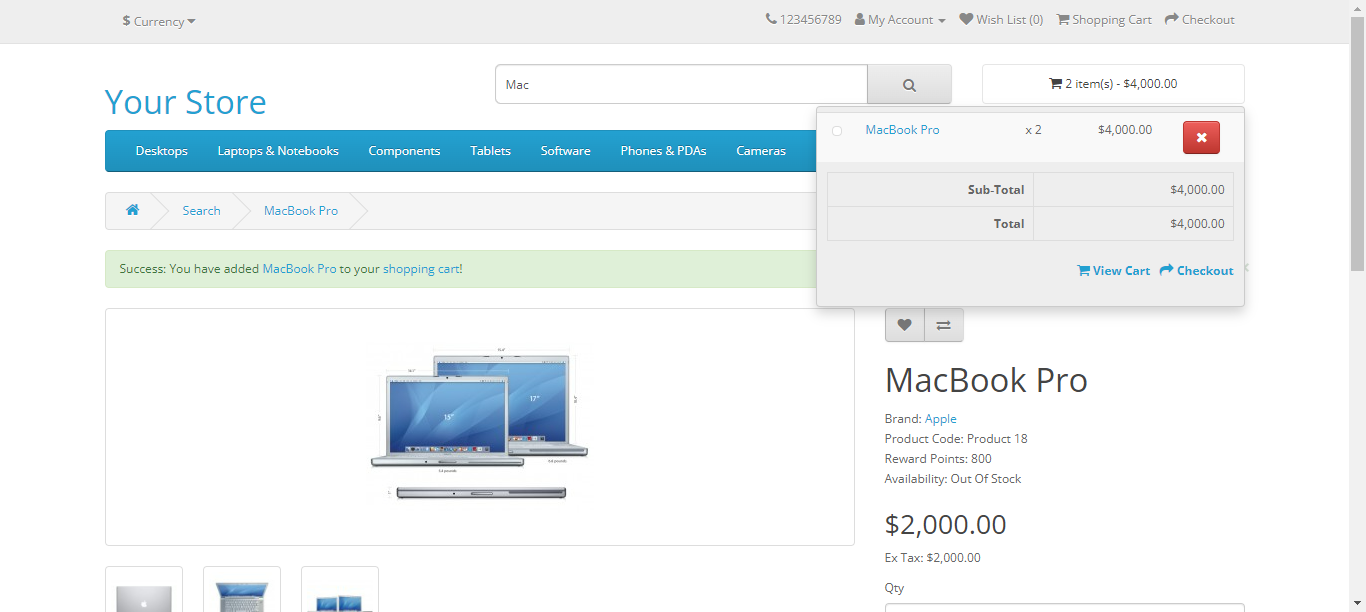 $ Currency
123456789 My Account Wish List (0) Shopping Cart Checkout
Your Store
Mac
2 item(s) - $4,000.00
MacBook Pro x 2 $4,000.00
Sub-Total $4,000.00
Total $4,000.00
View Cart Checkout
Desktops Laptops & Notebooks Components Tablets Software Phones & PDAs Cameras
Search MacBook Pro
Success: You have added MacBook Pro to your shopping cart!
15"
17"
MacBook Pro
Brand: Apple
Product Code: Product 18
Reward Points: 800
Availability: Out Of Stock
$2,000.00
Ex Tax: $2,000.00
Qty